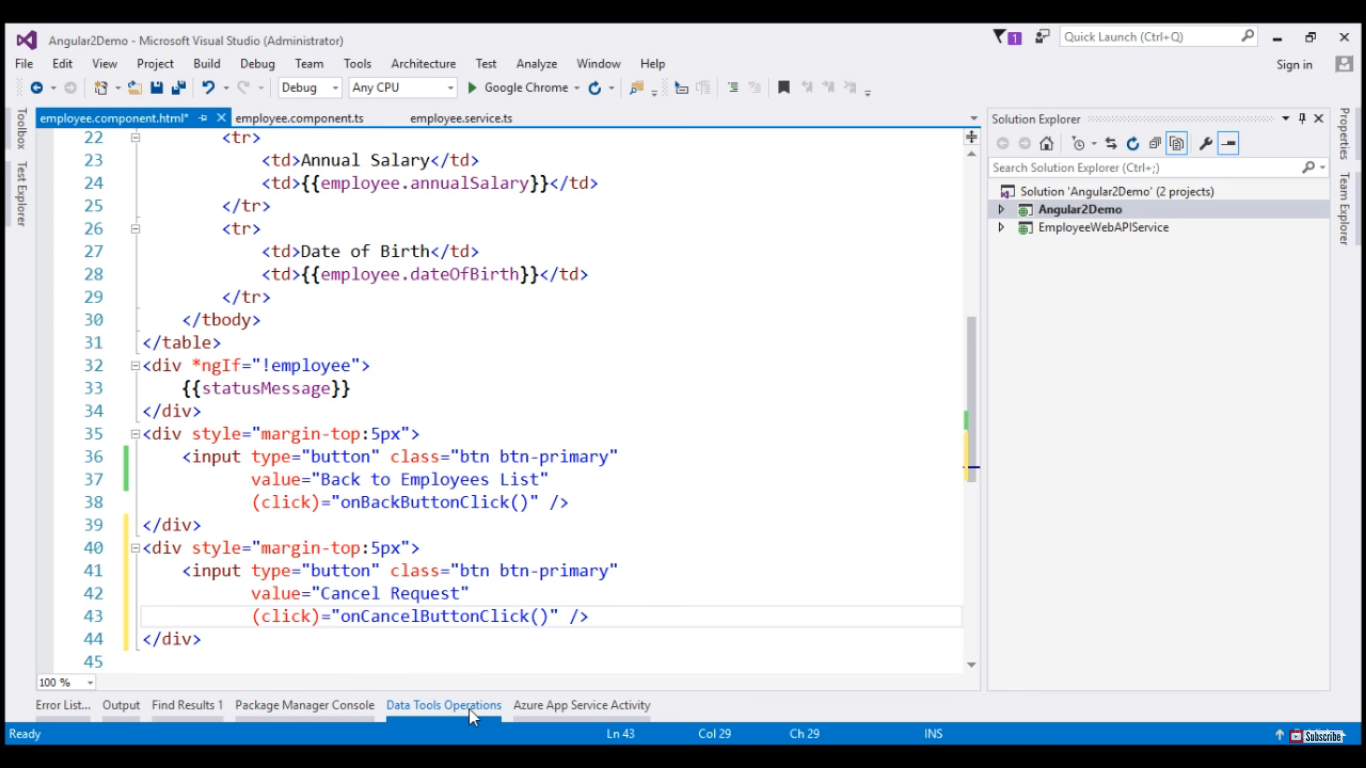 Angular2Demo - Microsoft Visual Studio (Administrator)
1
Quick Launch (Ctrl+Q)
File Edit View Project Build Debug Team Tools Architecture Test Analyze Window Help
Sign in
Debug Any CPU Google Chrome
employee.component.html* employee.component.ts employee.service.ts
Toolbox
Test Explorer
22 <tr>
23 <td>Annual Salary</td>
24 <td>{{employee.annualSalary}}</td>
25 </tr>
26 <tr>
27 <td>Date of Birth</td>
28 <td>{{employee.dateOfBirth}}</td>
29 </tr>
30 </tbody>
31 </table>
32 <div *ngIf="!employee">
33 {{statusMessage}}
34 </div>
35 <div style="margin-top:5px">
36 <input type="button" class="btn btn-primary"
37 value="Back to Employees List"
38 (click)="onBackButtonClick()" />
39 </div>
40 <div style="margin-top:5px">
41 <input type="button" class="btn btn-primary"
42 value="Cancel Request"
43 (click)="onCancelButtonClick()" />
44 </div>
45
100 %
Solution Explorer
Search Solution Explorer (Ctrl+;)
Solution 'Angular2Demo' (2 projects)
Angular2Demo
EmployeeWebAPIService
Properties
Team Explorer
Error List... Output Find Results 1 Package Manager Console Data Tools Operations Azure App Service Activity
Ready Ln 43 Col 29 Ch 29 INS
Subscribe